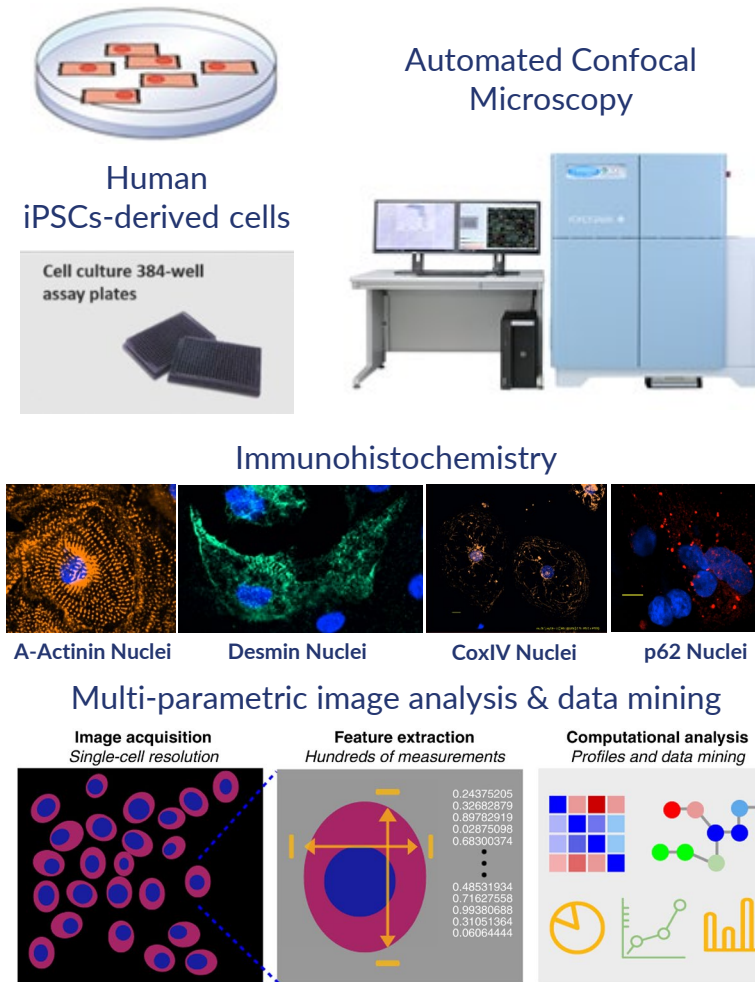 Automated Confocal
Microscopy
Human
iPSCs-derived cells
Cell culture 384-well
assay plates
Immunohistochemistry
A-Actinin Nuclei
Desmin Nuclei
CoxIV Nuclei
p62 Nuclei
Multi-parametric image analysis & data mining
Image acquisition
Single-cell resolution
Feature extraction
Hundreds of measurements
Computational analysis
Profiles and data mining
0.24375205
0.32682879
0.89782919
0.02875098
0.68300374
0.48531934
0.71627558
0.99380688
0.31051364
0.06064444